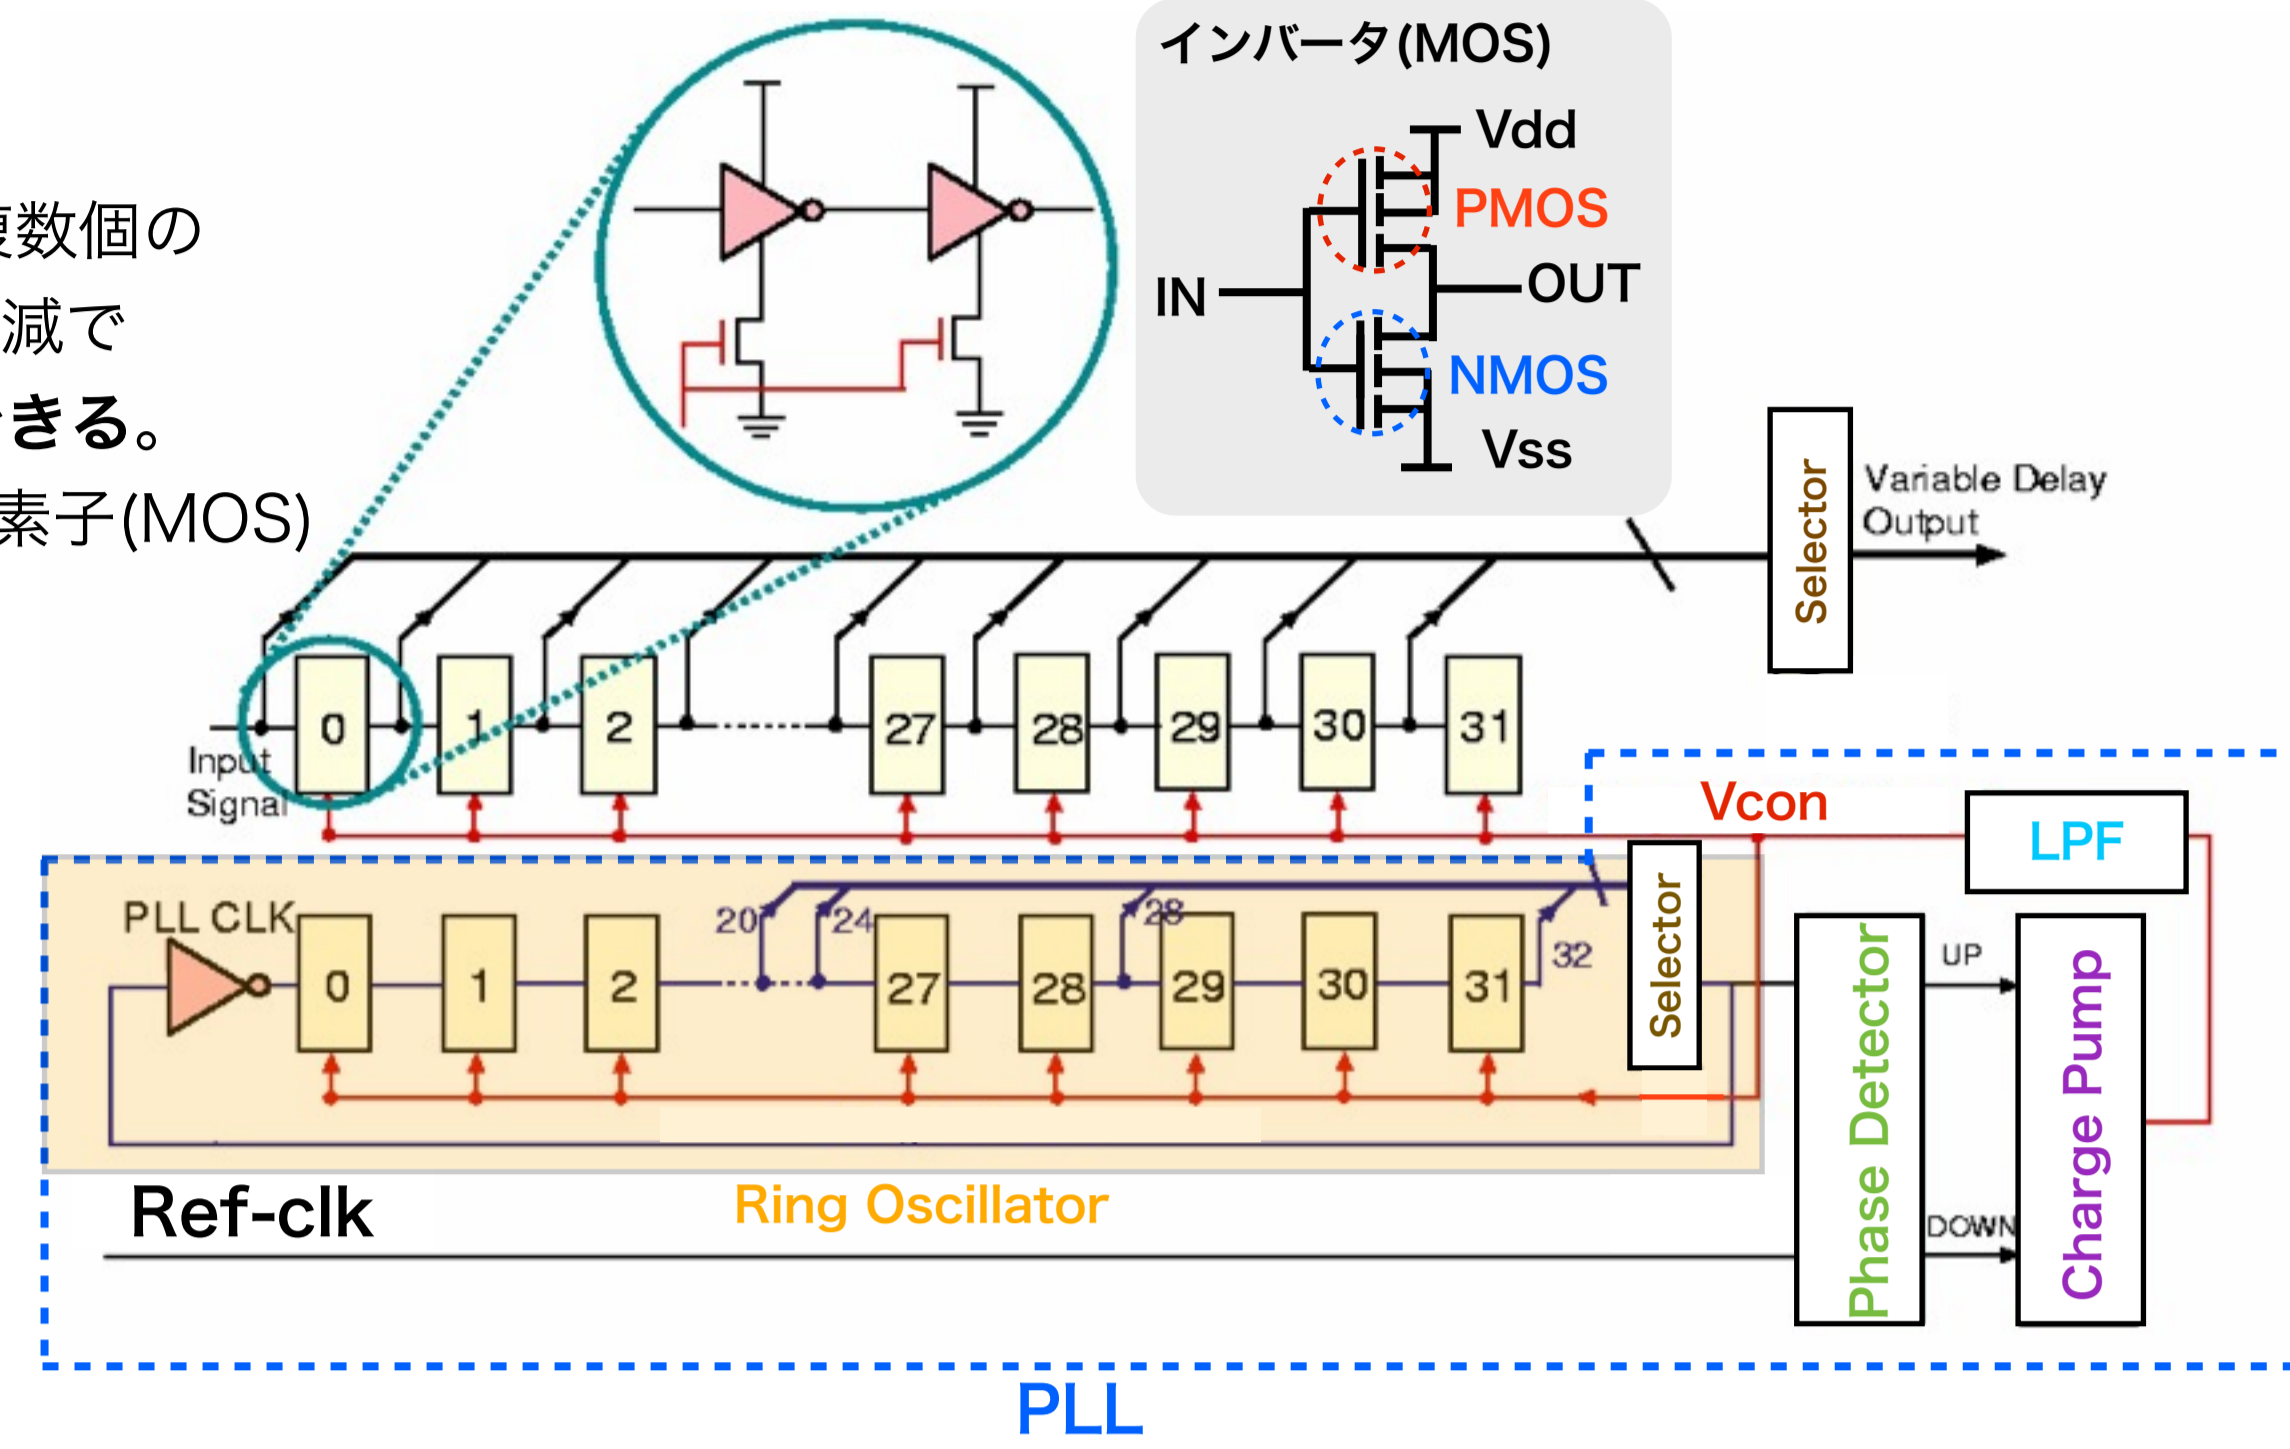 インバータ(MOS)
Vdd
PMOS
IN
OUT
NMOS
Vss
複数個の
減で
きる。
素子(MOS)
Selector
Variable Delay
Output
0
1
2
27
28
29
30
31
Input
Signal
Vcon
LPF
PLL CLK
20
24
28
32
0
1
2
27
28
29
30
31
Selector
Phase Detector
UP
DOWN
Charge Pump
Ref-clk
Ring Oscillator
PLL